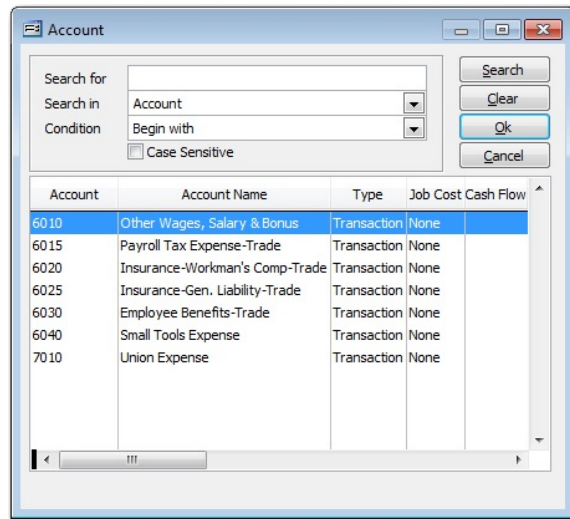 Account
Search for
Search
Search in Account
Clear
Condition Begin with
Ok
Case Sensitive
Cancel
Account Account Name Type Job Cost Cash Flow
6010 Other Wages, Salary & Bonus Transaction None
6015 Payroll Tax Expense-Trade Transaction None
6020 Insurance-Workman's Comp-Trade Transaction None
6025 Insurance-Gen. Liability-Trade Transaction None
6030 Employee Benefits-Trade Transaction None
6040 Small Tools Expense Transaction None
7010 Union Expense Transaction None